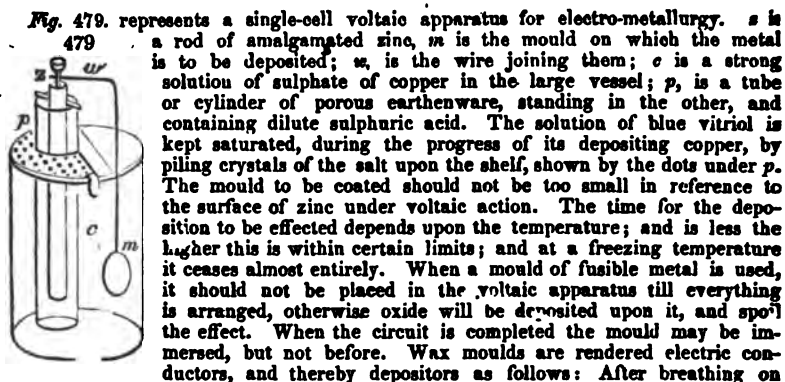 Fig. 479. represents a single-cell voltaic apparatus for electro-metallurgy. z is
479
a rod of amalgamated zinc, m is the mould on which the metal
is to be deposited; w, is the wire joining them; c is a strong
solution of sulphate of copper in the large vessel; p, is a tube
or cylinder of porous earthenware, standing in the other, and
containing dilute sulphuric acid. The solution of blue vitriol is
kept saturated, during the progress of its depositing copper, by
piling crystals of the salt upon the shelf, shown by the dots under p.
The mould to be coated should not be too small in reference to
the surface of zinc under voltaic action. The time for the depo-
sition to be effected depends upon the temperature; and is less the
higher this is within certain limits; and at a freezing temperature
it ceases almost entirely. When a mould of fusible metal is used,
it should not be placed in the voltaic apparatus till everything
is arranged, otherwise oxide will be deposited upon it, and spoil
the effect. When the circuit is completed the mould may be im-
mersed, but not before. Wax moulds are rendered electric con-
ductors, and thereby depositors as follows: After breathing on
z
w
p
c
m